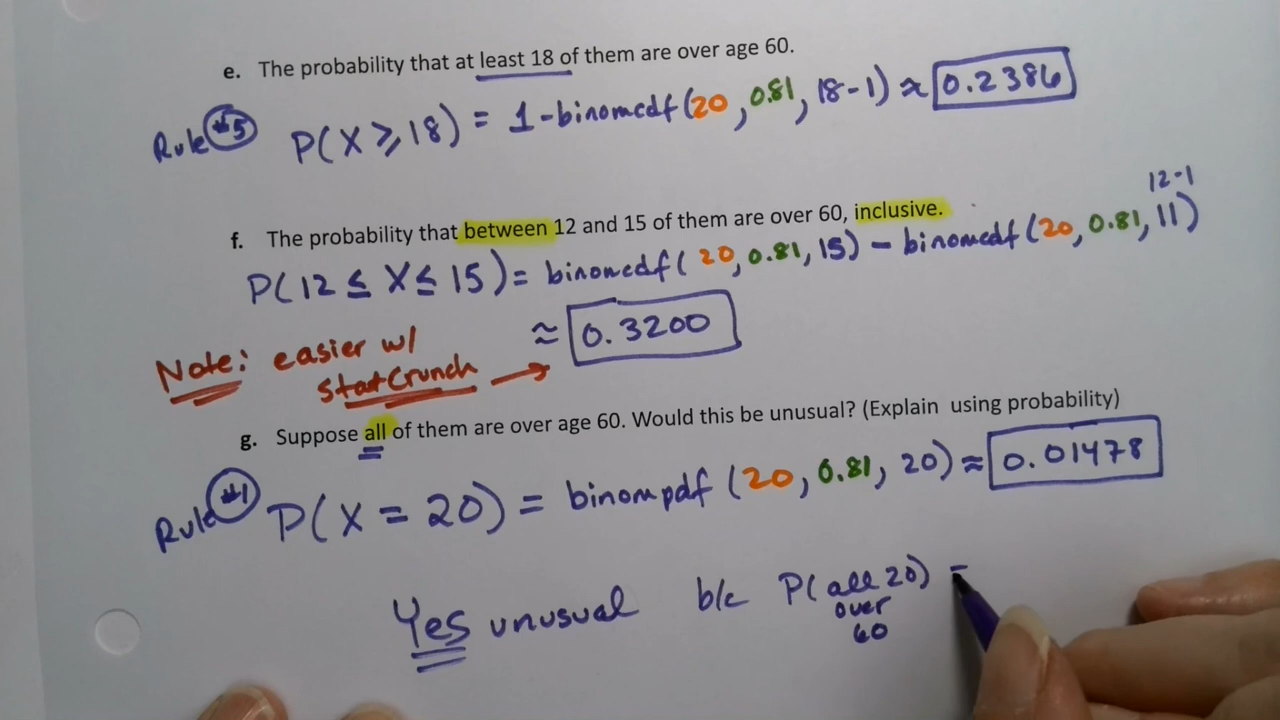 e. The probability that at least 18 of them are over age 60.
Rule #5 P(X ≥ 18) = 1-binomcdf(20, 0.81, 18-1) ≈ 0.2386
f. The probability that between 12 and 15 of them are over 60, inclusive.
12-1
P(12 ≤ X ≤ 15) = binomcdf(20, 0.81, 15) - binomcdf(20, 0.81, 11)
≈ 0.3200
Note: easier w/
StatCrunch →
g. Suppose all of them are over age 60. Would this be unusual? (Explain using probability)
Rule #1 P(X = 20) = binompdf (20, 0.81, 20) ≈ 0.01478
Yes unusual b/c P(all 20) =
over
60